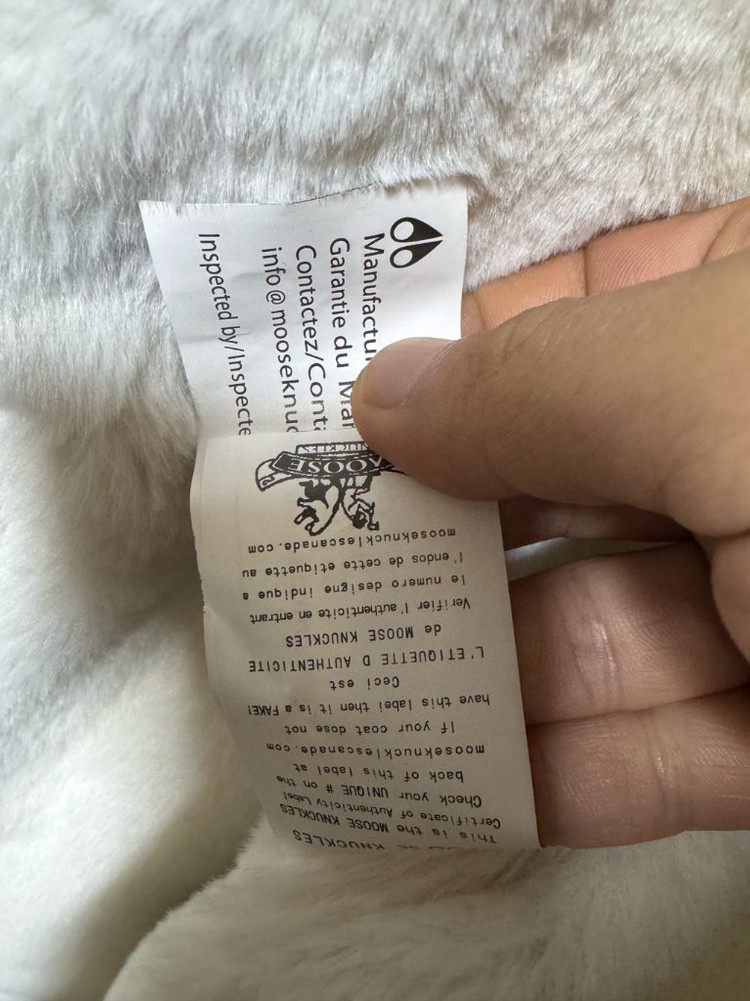 Manufactu
Garantie du Ma
Contactez/Conta
info@mooseknuc
Inspected by/Inspecte
MOOSE
KNUCKLES
KNUCKLES
This is the MOOSE KNUCKLES
Certificate of Authenticity Label
Check your UNIQUE # on the
back of this label at
mooseknucklescanade.com
If your coat dose not
have this label then it is a FAKE!
Ceci est
L'ETIQUETTE D AUTHENTICITE
de MOOSE KNUCKLES
Verifier l'authenticite en entrant
le numero designe indique a
l'endos de cette etiquette au
mooseknucklescanade.com